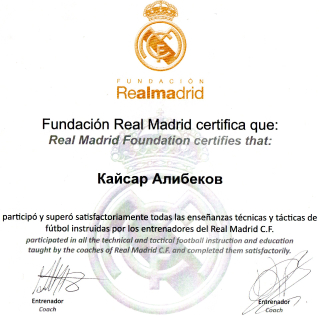 FUNDACIÓN
Realmadrid
Fundación Real Madrid certifica que:
Real Madrid Foundation certifies that:
Кайсар Алибеков
participó y superó satisfactoriamente todas las enseñanzas técnicas y tácticas de
fútbol instruidas por los entrenadores del Real Madrid C.F.
participated in all the technical and tactical football instruction and education
taught by the coaches of Real Madrid C.F. and completed them satisfactorily.
Entrenador Entrenador
Coach Coach